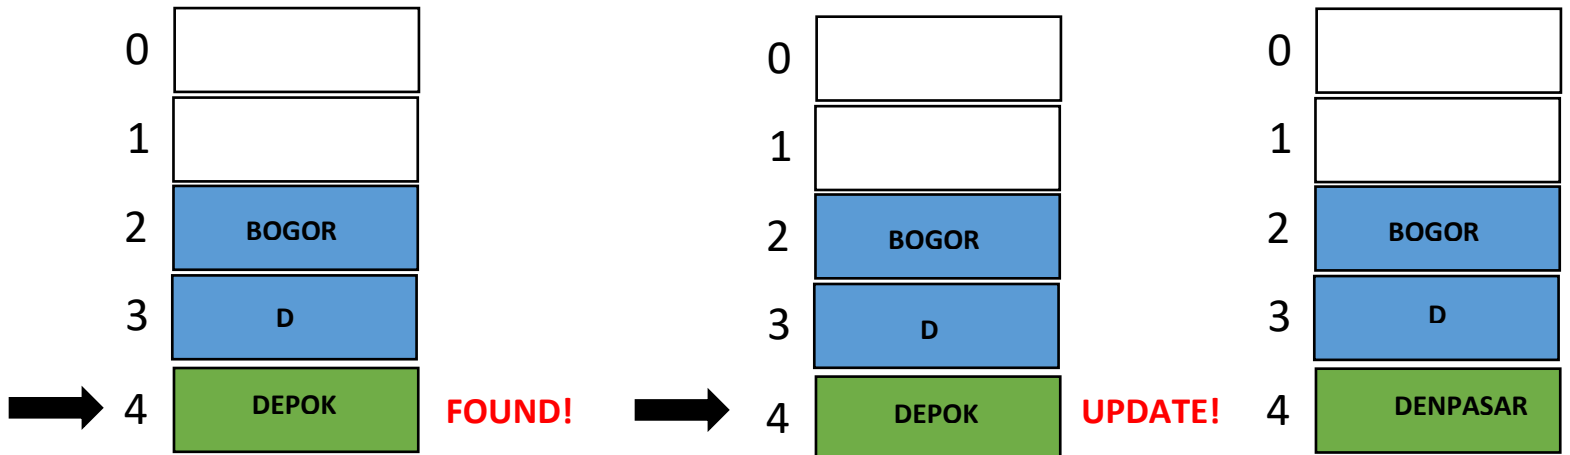 0
1
2 BOGOR
3 D
4 DEPOK FOUND!
0
1
2 BOGOR
3 D
4 DEPOK UPDATE!
0
1
2 BOGOR
3 D
4 DENPASAR